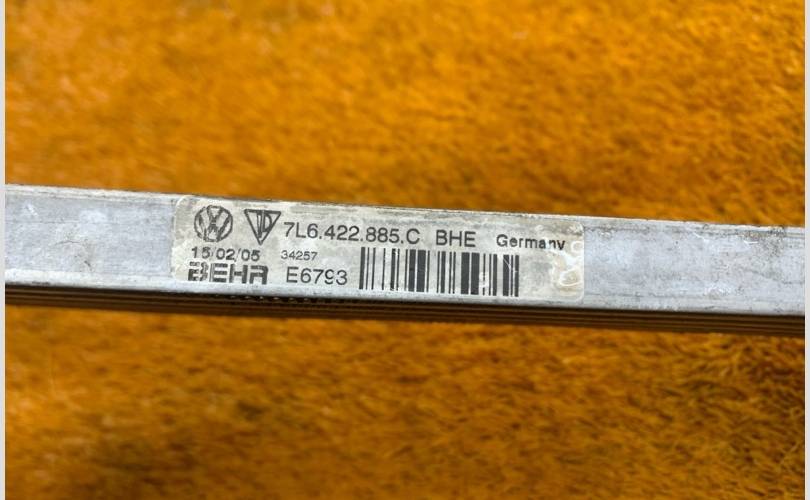 7L6.422.885.C BHE Germany
15/02/05 34257
BEHR E6793